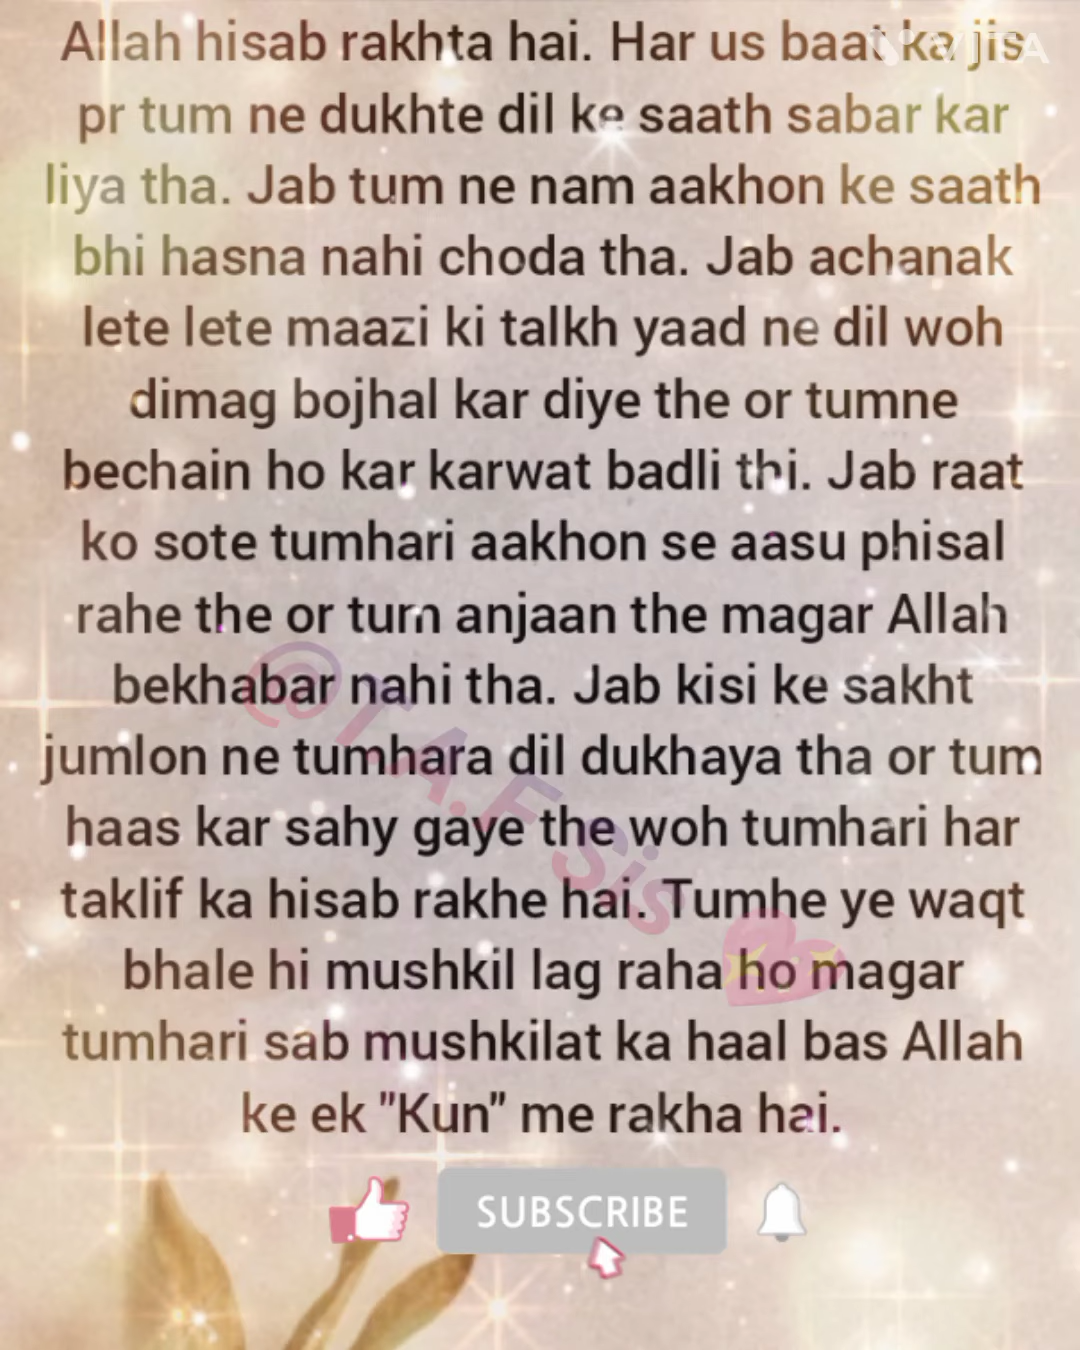 Allah hisab rakhta hai. Har us baat ka jis
pr tum ne dukhte dil ke saath sabar kar
liya tha. Jab tum ne nam aakhon ke saath
bhi hasna nahi choda tha. Jab achanak
lete lete maazi ki talkh yaad ne dil woh
dimag bojhal kar diye the or tumne
bechain ho kar karwat badli thi. Jab raat
ko sote tumhari aakhon se aasu phisal
rahe the or tum anjaan the magar Allah
bekhabar nahi tha. Jab kisi ke sakht
jumlon ne tumhara dil dukhaya tha or tum
haas kar sahy gaye the woh tumhari har
taklif ka hisab rakhe hai. Tumhe ye waqt
bhale hi mushkil lag raha ho magar
tumhari sab mushkilat ka haal bas Allah
ke ek "Kun" me rakha hai.
VITA
@T.A.F Sis
SUBSCRIBE